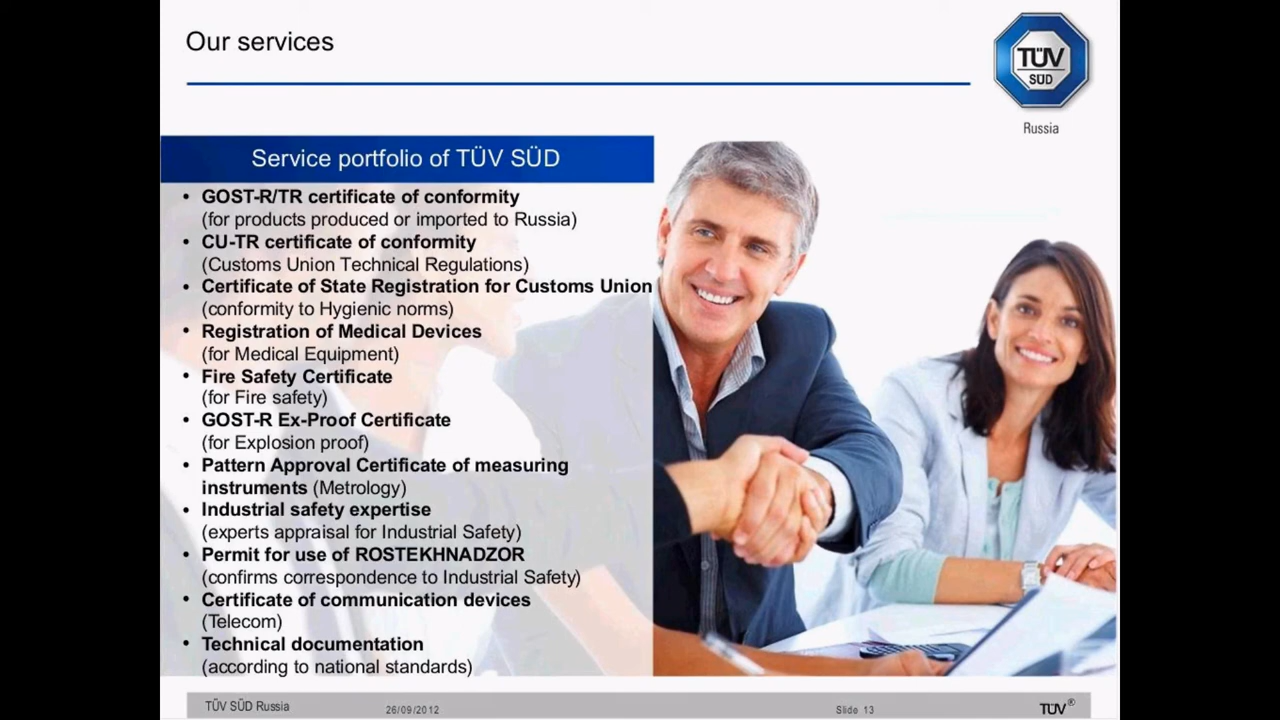 Our services
TÜV
SÜD
Russia
Service portfolio of TÜV SÜD
• GOST-R/TR certificate of conformity
(for products produced or imported to Russia)
• CU-TR certificate of conformity
(Customs Union Technical Regulations)
• Certificate of State Registration for Customs Union
(conformity to Hygienic norms)
• Registration of Medical Devices
(for Medical Equipment)
• Fire Safety Certificate
(for Fire safety)
• GOST-R Ex-Proof Certificate
(for Explosion proof)
• Pattern Approval Certificate of measuring
instruments (Metrology)
• Industrial safety expertise
(experts appraisal for Industrial Safety)
• Permit for use of ROSTEKHNADZOR
(confirms correspondence to Industrial Safety)
• Certificate of communication devices
(Telecom)
• Technical documentation
(according to national standards)
TÜV SÜD Russia
26/09/2012
Slide 13
TÜV®